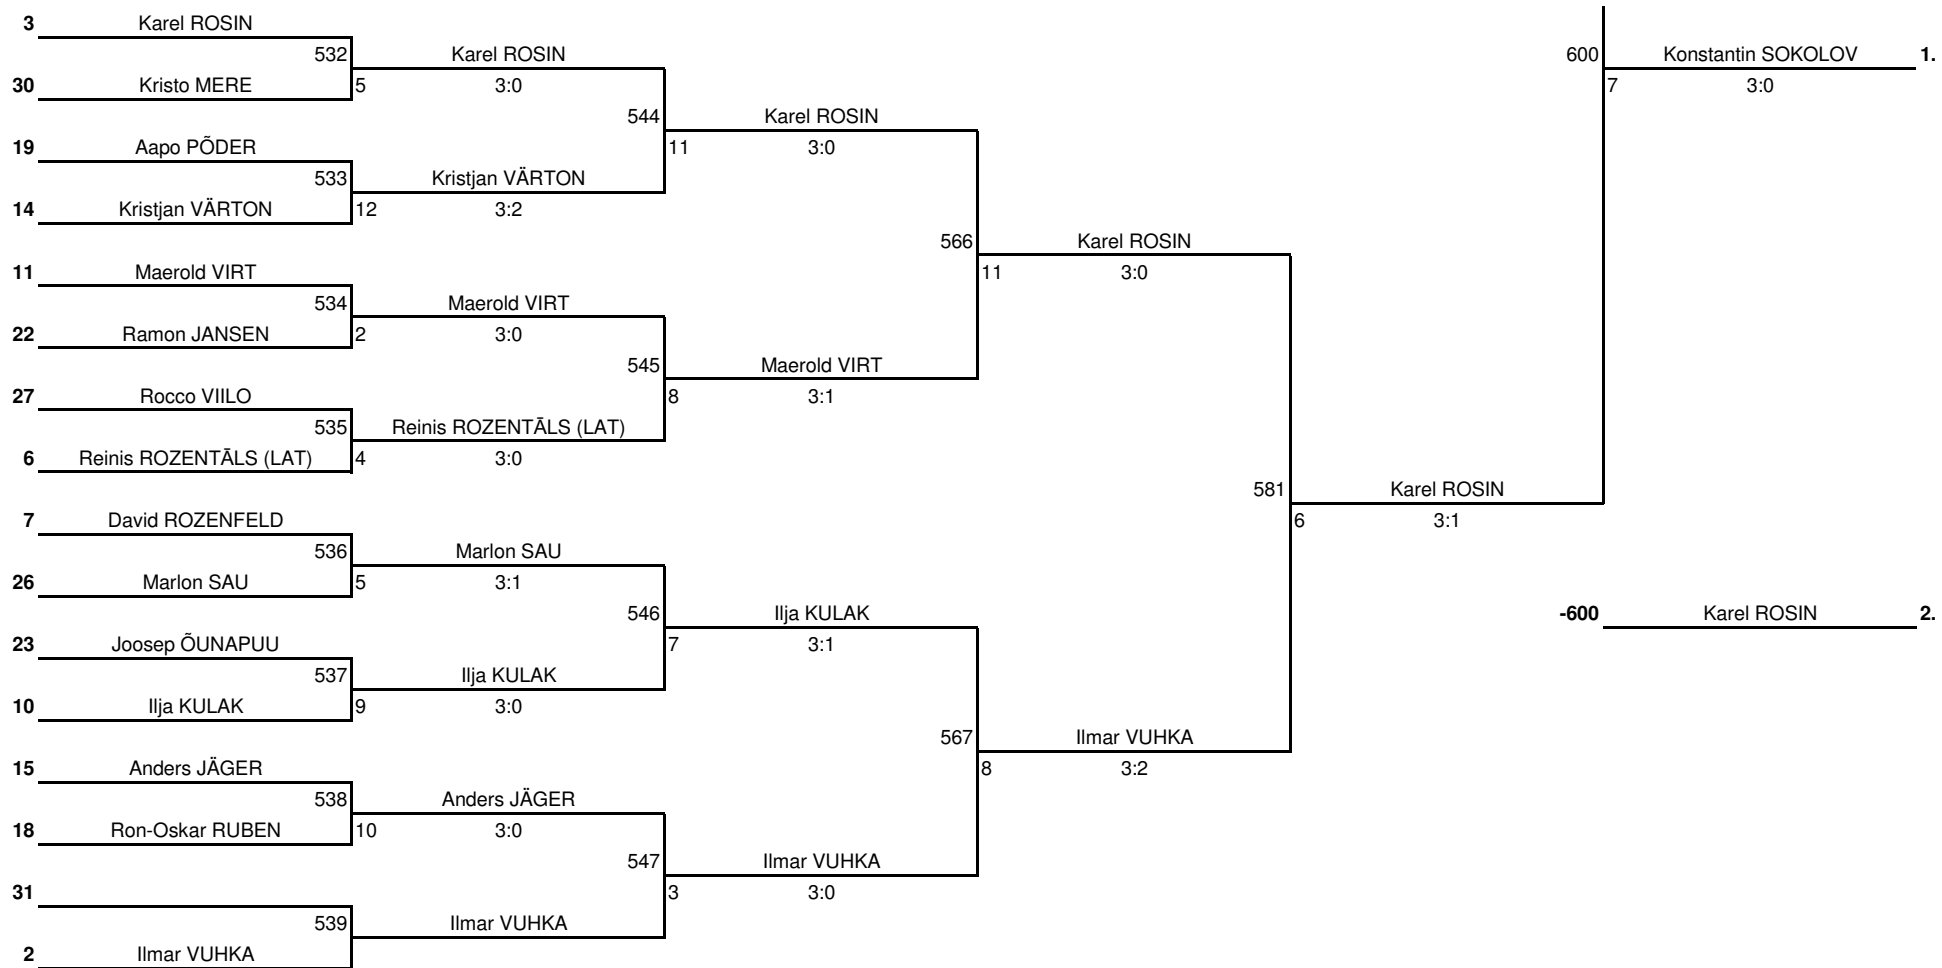 3 Karel ROSIN
532 Karel ROSIN 600 Konstantin SOKOLOV 1.
30 Kristo MERE 5 3:0 7 3:0
544 Karel ROSIN
19 Aapo PÕDER 11 3:0
533 Kristjan VÄRTON
14 Kristjan VÄRTON 12 3:2
566 Karel ROSIN
11 Maerold VIRT 11 3:0
534 Maerold VIRT
22 Ramon JANSEN 2 3:0
545 Maerold VIRT
27 Rocco VIILO 8 3:1
535 Reinis ROZENTĀLS (LAT)
6 Reinis ROZENTĀLS (LAT) 4 3:0
581 Karel ROSIN
7 David ROZENFELD 6 3:1
536 Marlon SAU
26 Marlon SAU 5 3:1
546 Ilja KULAK -600 Karel ROSIN 2.
23 Joosep ÕUNAPUU 7 3:1
537 Ilja KULAK
10 Ilja KULAK 9 3:0
567 Ilmar VUHKA
15 Anders JÄGER 8 3:2
538 Anders JÄGER
18 Ron-Oskar RUBEN 10 3:0
547 Ilmar VUHKA
31 3 3:0
539 Ilmar VUHKA
2 Ilmar VUHKA